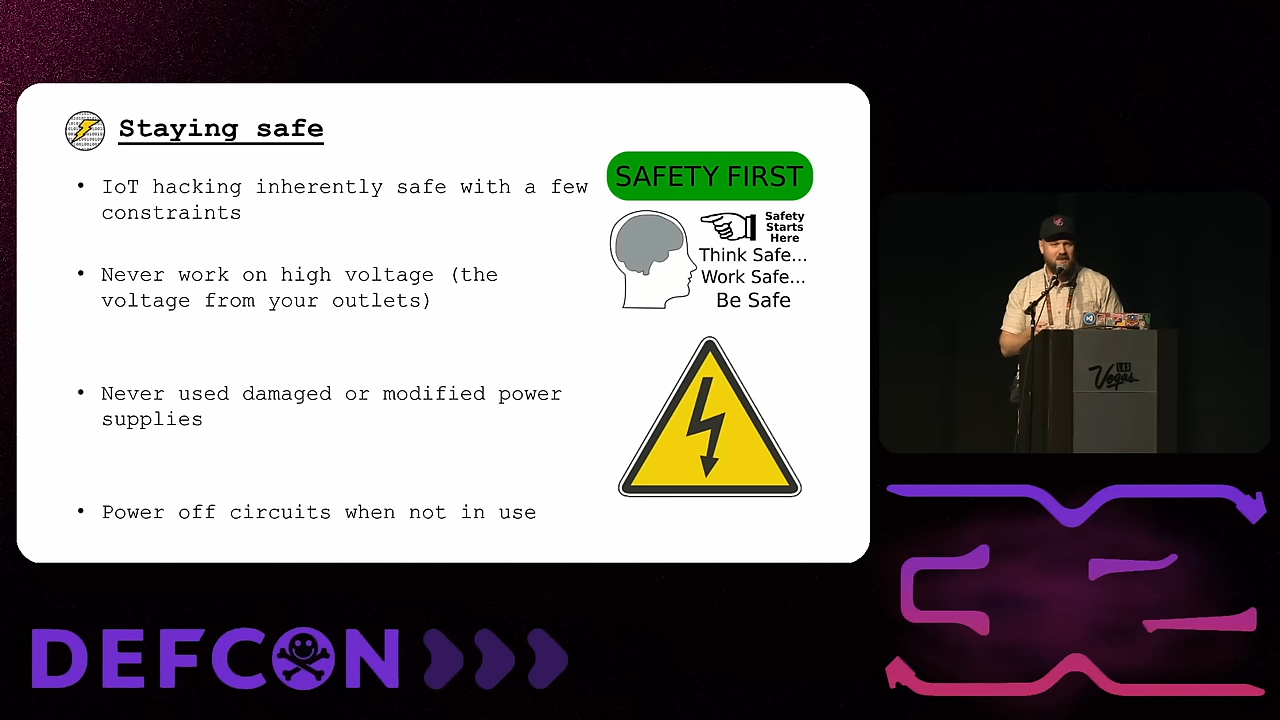 Staying safe
• IoT hacking inherently safe with a few
constraints
• Never work on high voltage (the
voltage from your outlets)
• Never used damaged or modified power
supplies
• Power off circuits when not in use
SAFETY FIRST
Safety
Starts
Here
Think Safe...
Work Safe...
Be Safe
LAS
Vegas
DEFCON